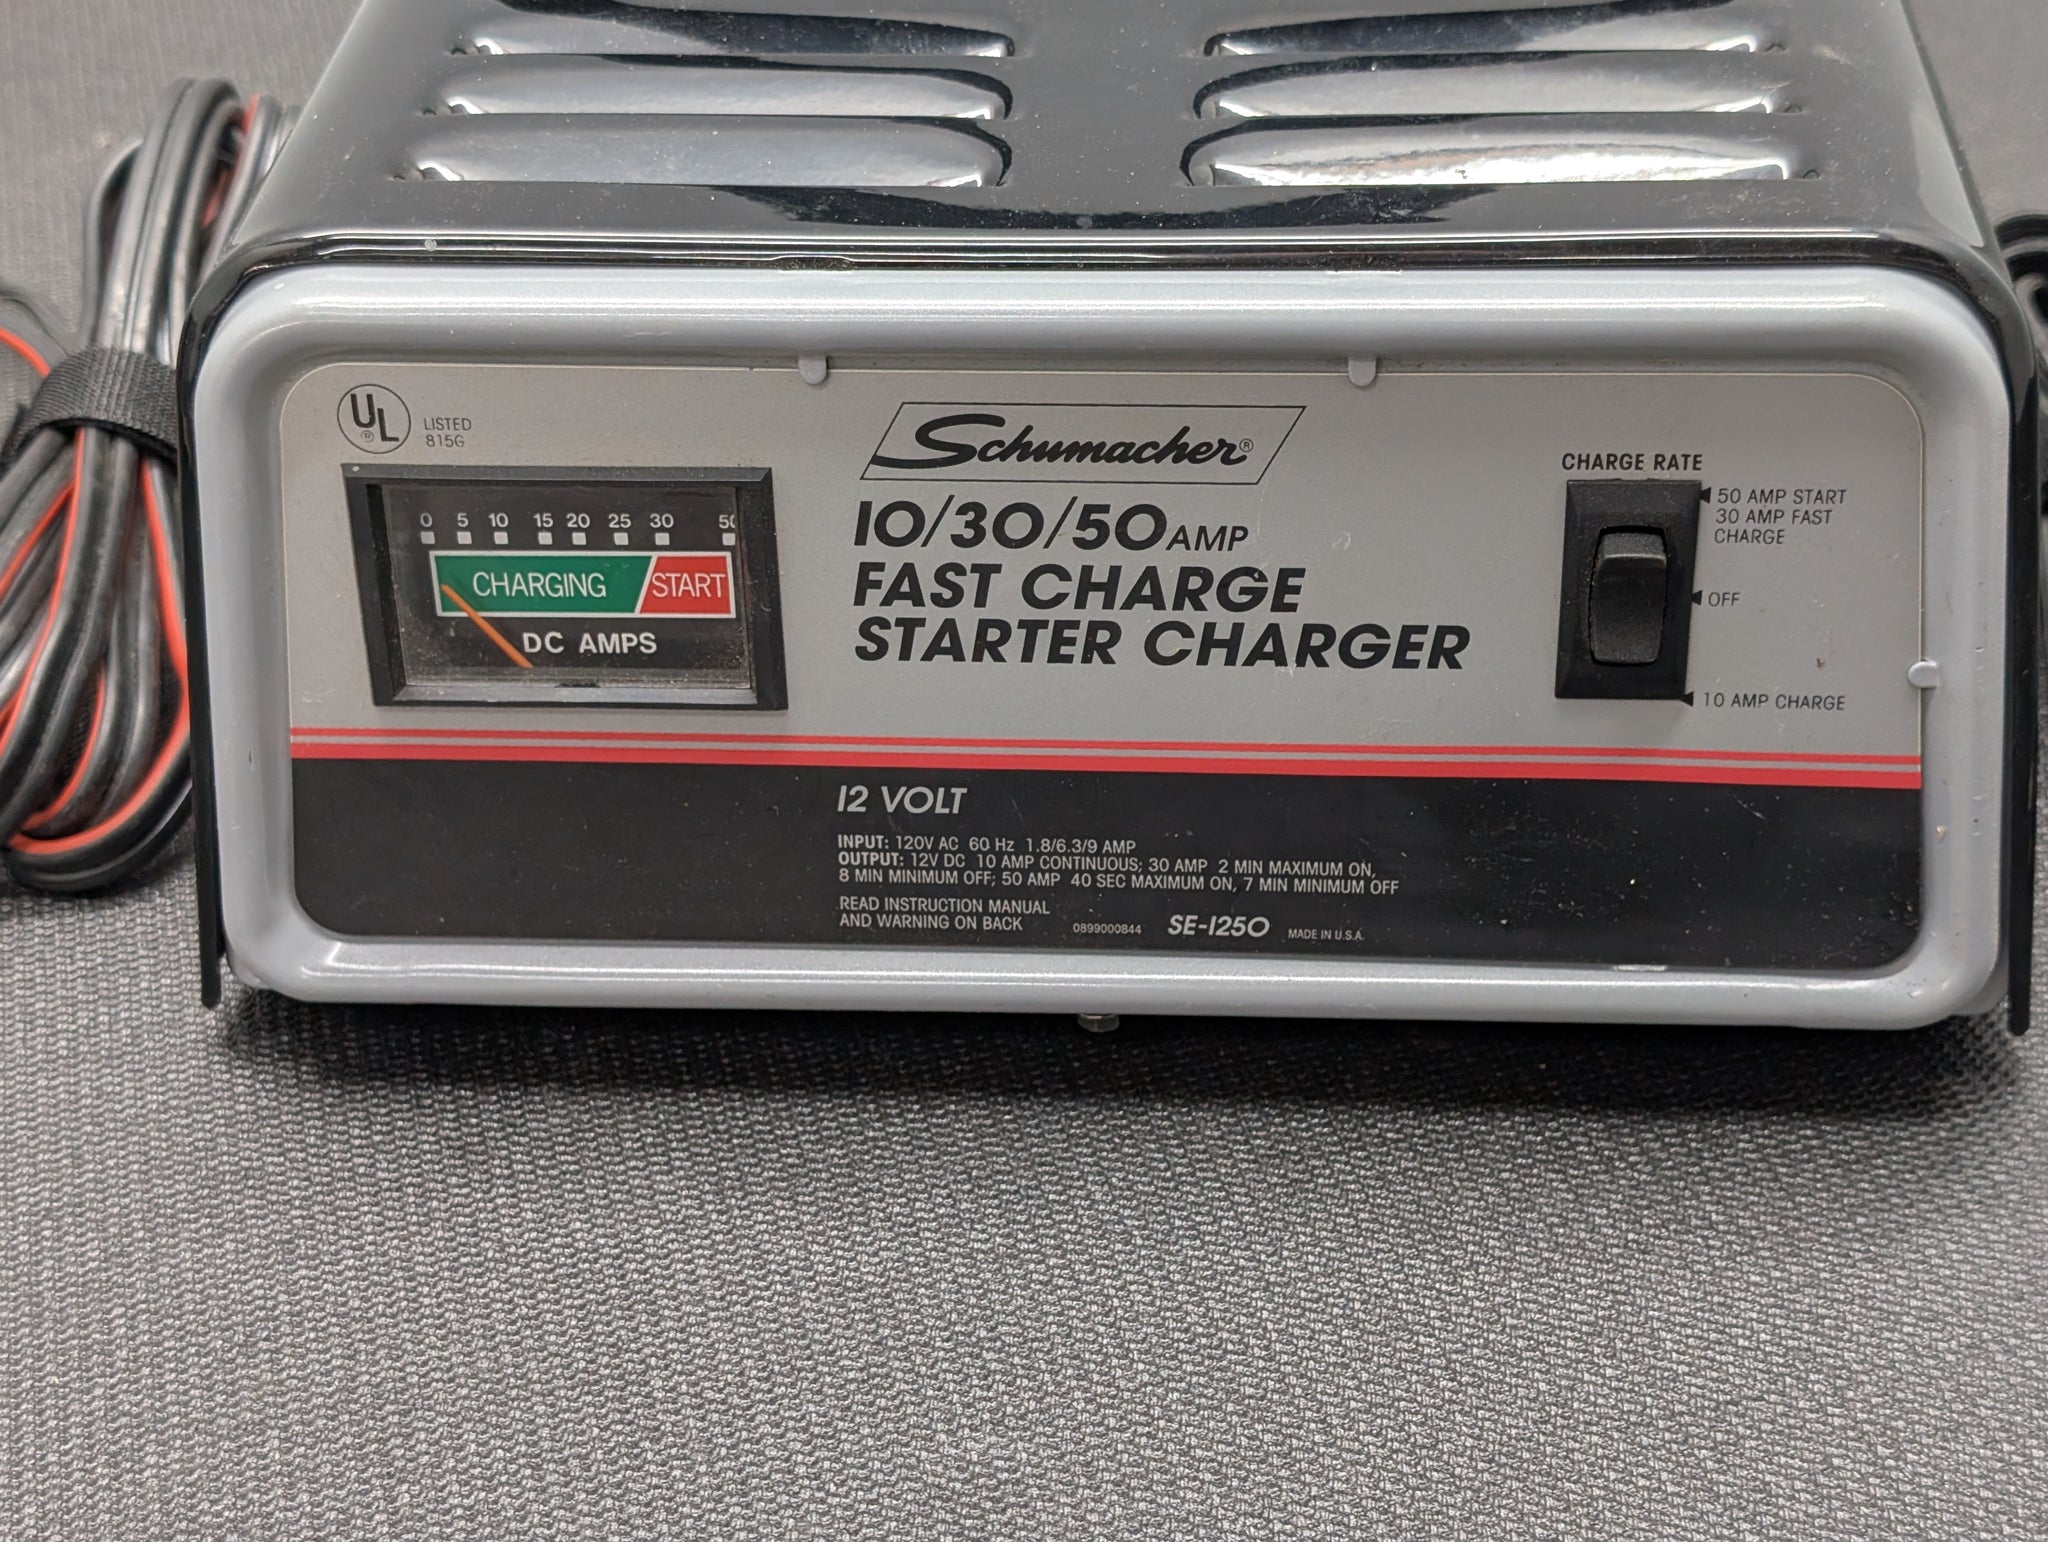 UL
®
LISTED
815G
0 5 10 15 20 25 30 50
CHARGING START
DC AMPS
Schumacher®
10/30/50 AMP
FAST CHARGE
STARTER CHARGER
CHARGE RATE
50 AMP START
30 AMP FAST
CHARGE
OFF
10 AMP CHARGE
12 VOLT
INPUT: 120V AC 60 Hz 1.8/6.3/9 AMP
OUTPUT: 12V DC 10 AMP CONTINUOUS; 30 AMP 2 MIN MAXIMUM ON,
8 MIN MINIMUM OFF; 50 AMP 40 SEC MAXIMUM ON, 7 MIN MINIMUM OFF
READ INSTRUCTION MANUAL
AND WARNING ON BACK
0899000844 SE-1250 MADE IN U.S.A.